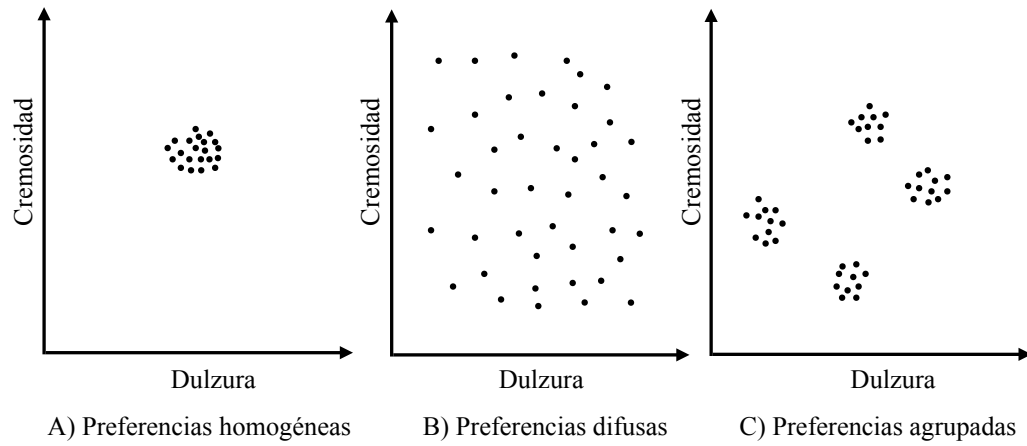 Cremosidad
Dulzura
A) Preferencias homogéneas
Cremosidad
Dulzura
B) Preferencias difusas
Cremosidad
Dulzura
C) Preferencias agrupadas